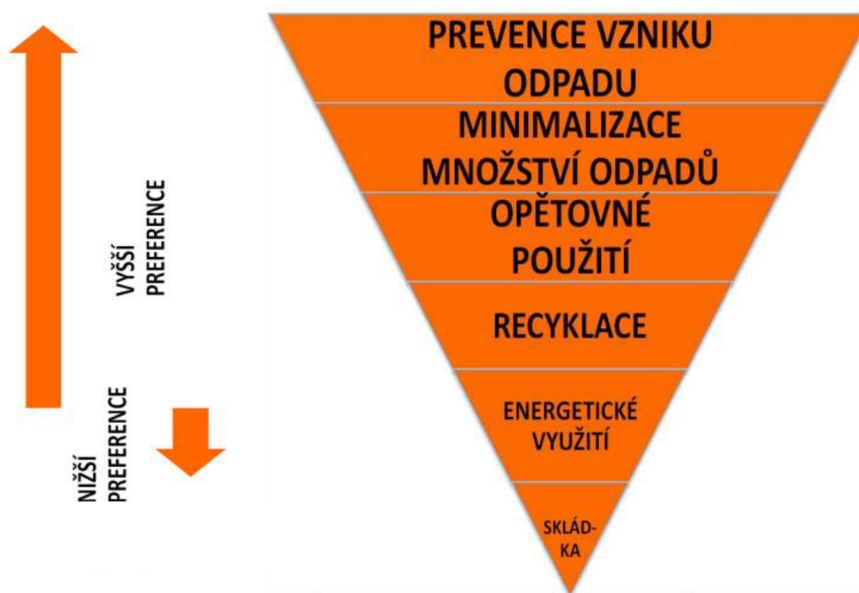 PREVENCE VZNIKU
ODPADU
MINIMALIZACE
MNOŽSTVÍ ODPADŮ
OPĚTOVNÉ
POUŽITÍ
RECYKLACE
ENERGETICKÉ
VYUŽITÍ
SKLÁD-
KA
VYŠŠÍ
PREFERENCE
NIŽŠÍ
PREFERENCE